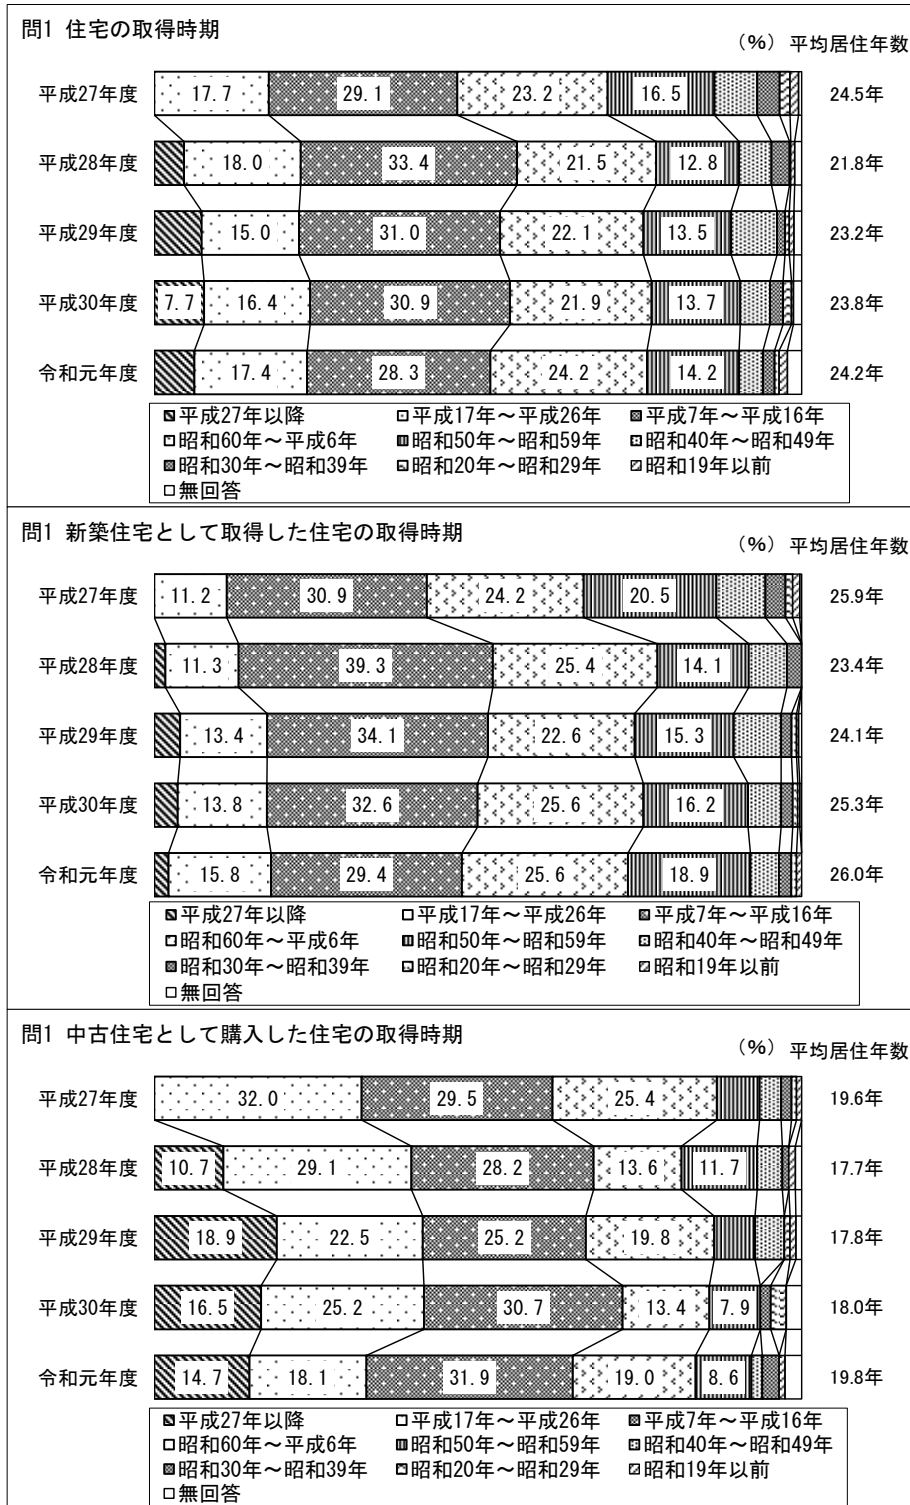 問1 住宅の取得時期
（%）平均居住年数
平成27年度 17.7 29.1 23.2 16.5 24.5年
平成28年度 18.0 33.4 21.5 12.8 21.8年
平成29年度 15.0 31.0 22.1 13.5 23.2年
平成30年度 7.7 16.4 30.9 21.9 13.7 23.8年
令和元年度 17.4 28.3 24.2 14.2 24.2年
平成27年以降 平成17年～平成26年 平成7年～平成16年
昭和60年～平成6年 昭和50年～昭和59年 昭和40年～昭和49年
昭和30年～昭和39年 昭和20年～昭和29年 昭和19年以前
無回答
問1 新築住宅として取得した住宅の取得時期
（%）平均居住年数
平成27年度 11.2 30.9 24.2 20.5 25.9年
平成28年度 11.3 39.3 25.4 14.1 23.4年
平成29年度 13.4 34.1 22.6 15.3 24.1年
平成30年度 13.8 32.6 25.6 16.2 25.3年
令和元年度 15.8 29.4 25.6 18.9 26.0年
平成27年以降 平成17年～平成26年 平成7年～平成16年
昭和60年～平成6年 昭和50年～昭和59年 昭和40年～昭和49年
昭和30年～昭和39年 昭和20年～昭和29年 昭和19年以前
無回答
問1 中古住宅として購入した住宅の取得時期
（%）平均居住年数
平成27年度 32.0 29.5 25.4 19.6年
平成28年度 10.7 29.1 28.2 13.6 11.7 17.7年
平成29年度 18.9 22.5 25.2 19.8 17.8年
平成30年度 16.5 25.2 30.7 13.4 7.9 18.0年
令和元年度 14.7 18.1 31.9 19.0 8.6 19.8年
平成27年以降 平成17年～平成26年 平成7年～平成16年
昭和60年～平成6年 昭和50年～昭和59年 昭和40年～昭和49年
昭和30年～昭和39年 昭和20年～昭和29年 昭和19年以前
無回答